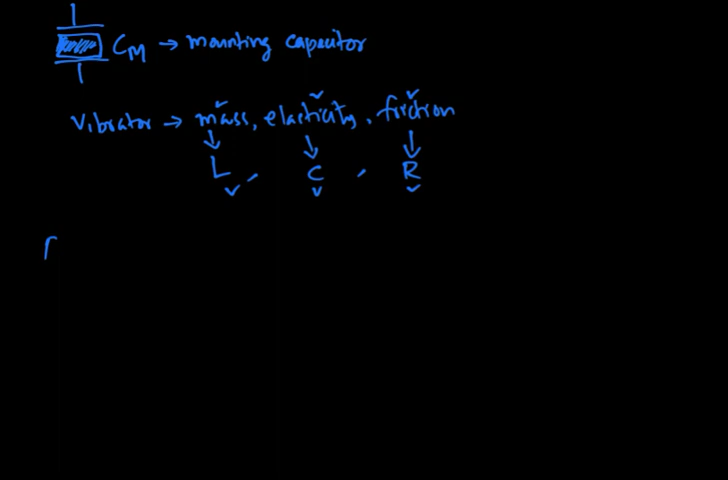 CM → mounting capacitor
Vibrator → mass, elasticity, friction
L, C, R